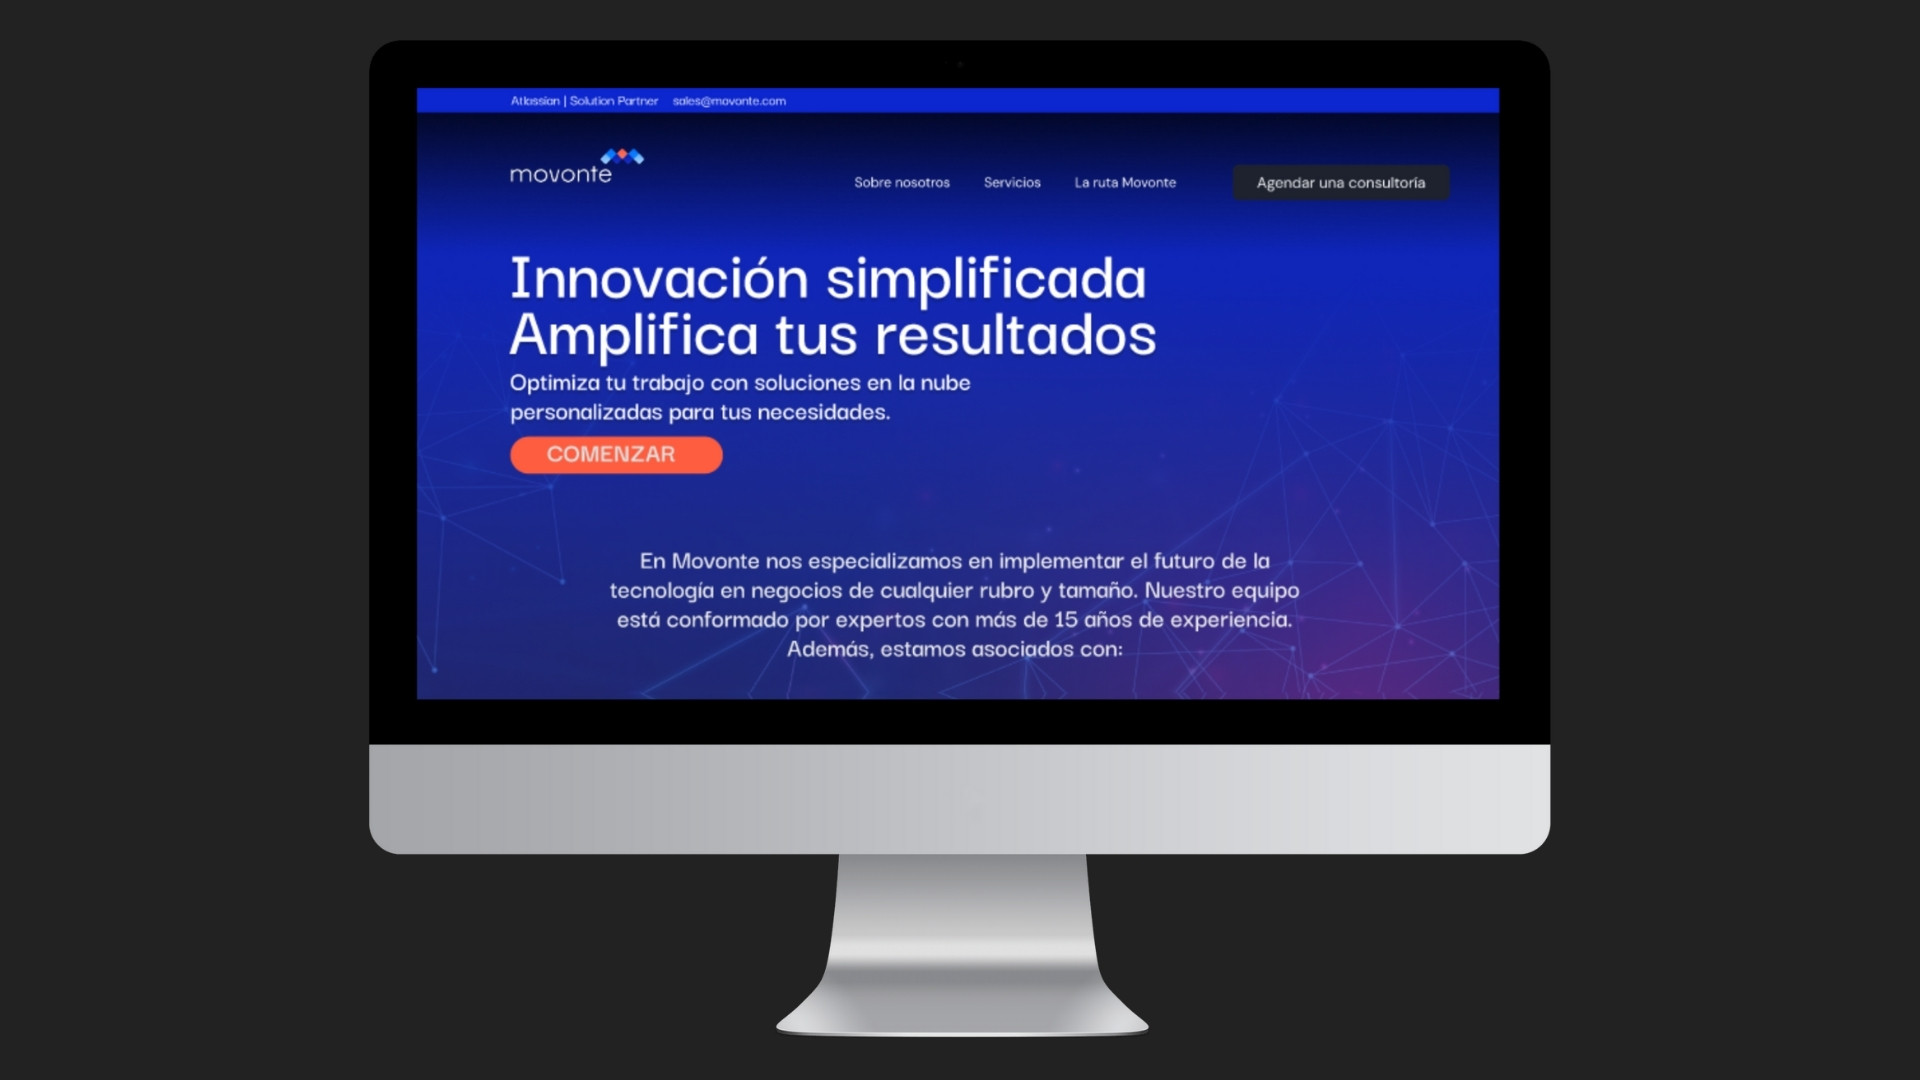 Atlassian | Solution Partner sales@movonte.com
movonte
Sobre nosotros Servicios La ruta Movonte Agendar una consultoría
Innovación simplificada
Amplifica tus resultados
Optimiza tu trabajo con soluciones en la nube
personalizadas para tus necesidades.
COMENZAR
En Movonte nos especializamos en implementar el futuro de la
tecnología en negocios de cualquier rubro y tamaño. Nuestro equipo
está conformado por expertos con más de 15 años de experiencia.
Además, estamos asociados con: